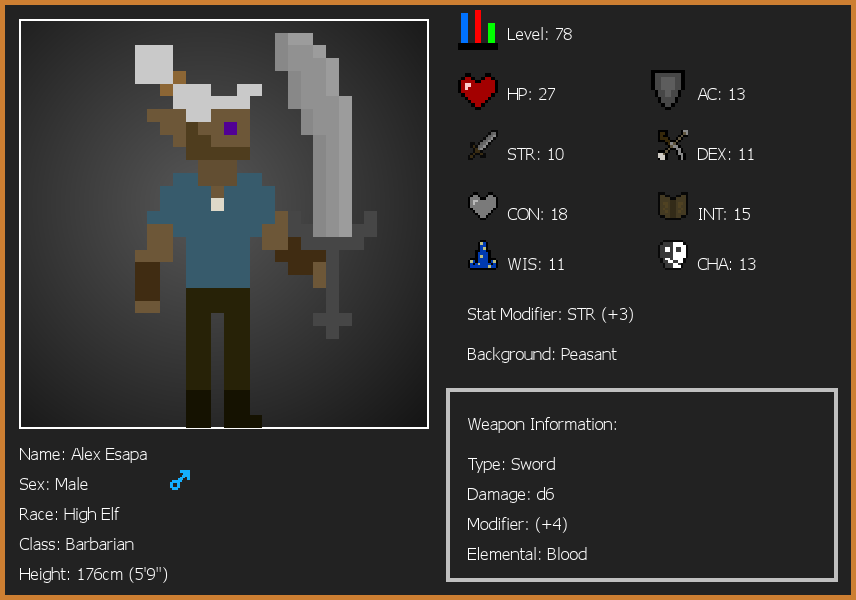 Level: 78
HP: 27
AC: 13
STR: 10
DEX: 11
CON: 18
INT: 15
WIS: 11
CHA: 13
Stat Modifier: STR (+3)
Background: Peasant
Weapon Information:
Type: Sword
Damage: d6
Modifier: (+4)
Elemental: Blood
Name: Alex Esapa
Sex: Male
Race: High Elf
Class: Barbarian
Height: 176cm (5'9")